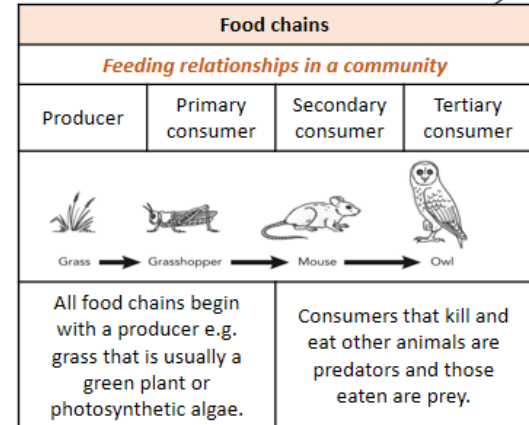 Food chains
Feeding relationships in a community
Producer
Primary
consumer
Secondary
consumer
Tertiary
consumer
Grass
Grasshopper
Mouse
Owl
All food chains begin
with a producer e.g.
grass that is usually a
green plant or
photosynthetic algae.
Consumers that kill and
eat other animals are
predators and those
eaten are prey.